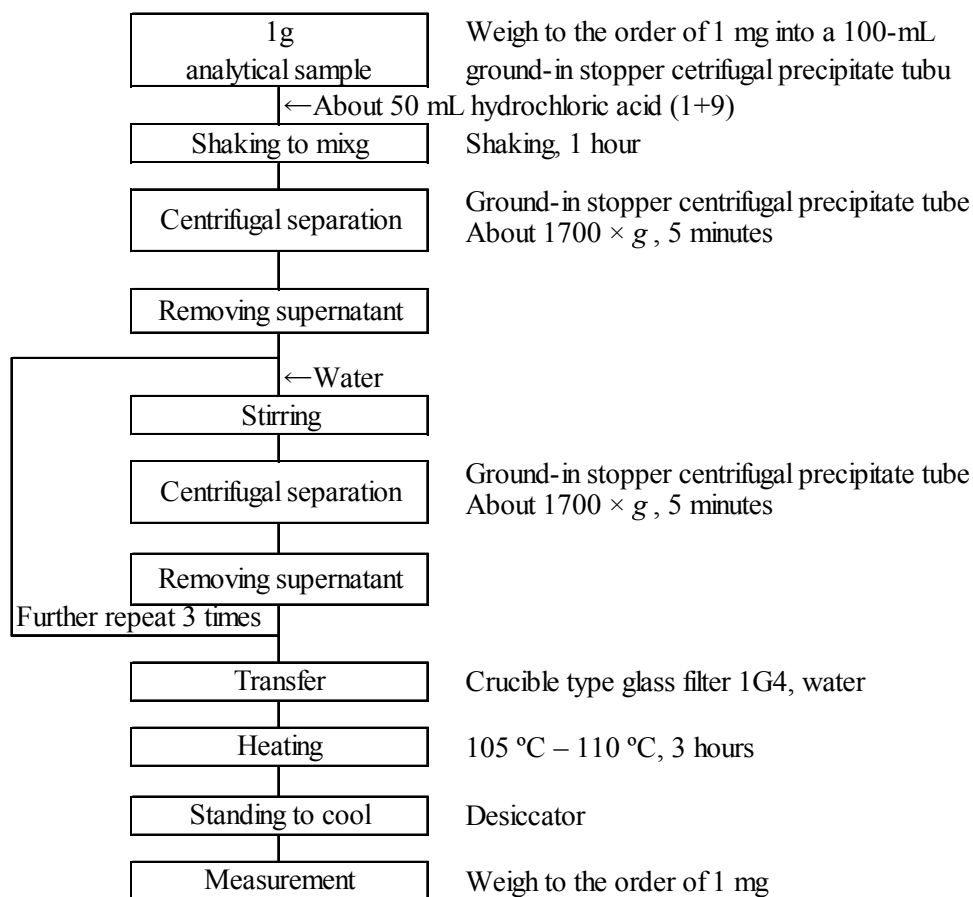 1g
analytical sample
Weigh to the order of 1 mg into a 100-mL
ground-in stopper cetrifugal precipitate tubu
←About 50 mL hydrochloric acid (1+9)
Shaking to mixg
Shaking, 1 hour
Centrifugal separation
Ground-in stopper centrifugal precipitate tube
About 1700 × g , 5 minutes
Removing supernatant
←Water
Stirring
Centrifugal separation
Ground-in stopper centrifugal precipitate tube
About 1700 × g , 5 minutes
Removing supernatant
Further repeat 3 times
Transfer
Crucible type glass filter 1G4, water
Heating
105 ºC – 110 ºC, 3 hours
Standing to cool
Desiccator
Measurement
Weigh to the order of 1 mg